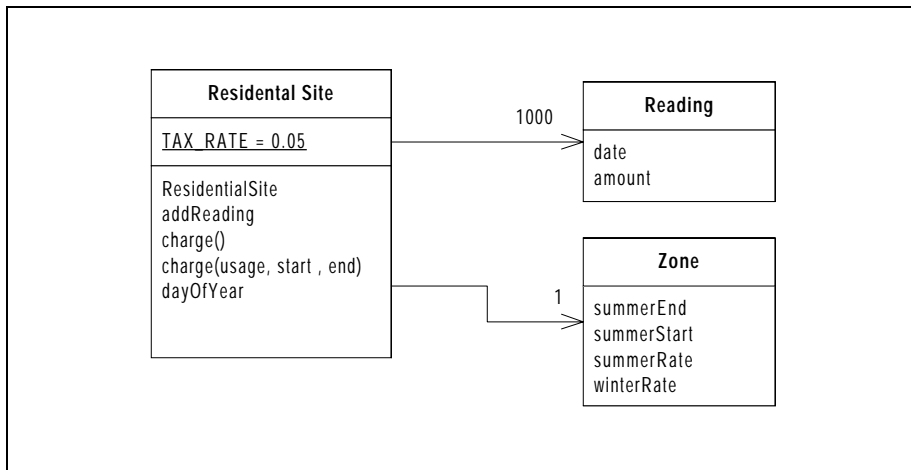 Residental Site
TAX_RATE = 0.05
ResidentialSite
addReading
charge()
charge(usage, start , end)
dayOfYear
1000
Reading
date
amount
1
Zone
summerEnd
summerStart
summerRate
winterRate